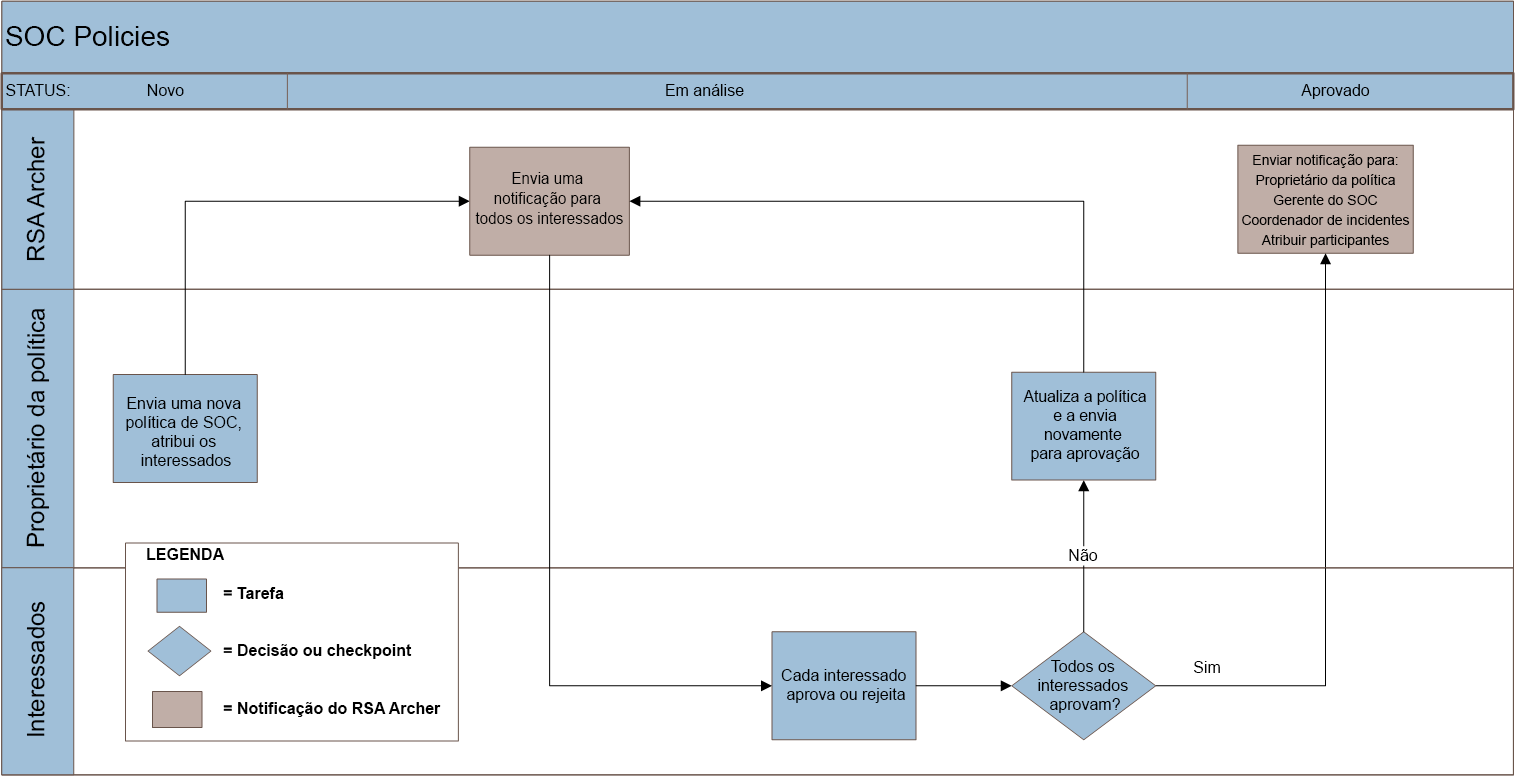 SOC Policies
STATUS:
Novo
Em análise
Aprovado
RSA Archer
Envia uma
notificação para
todos os interessados
Enviar notificação para:
Proprietário da política
Gerente do SOC
Coordenador de incidentes
Atribuir participantes
Proprietário da política
Envia uma nova
política de SOC,
atribui os
interessados
Atualiza a política
e a envia
novamente
para aprovação
Não
Interessados
Cada interessado
aprova ou rejeita
Todos os
interessados
aprovam?
Sim
LEGENDA
= Tarefa
= Decisão ou checkpoint
= Notificação do RSA Archer